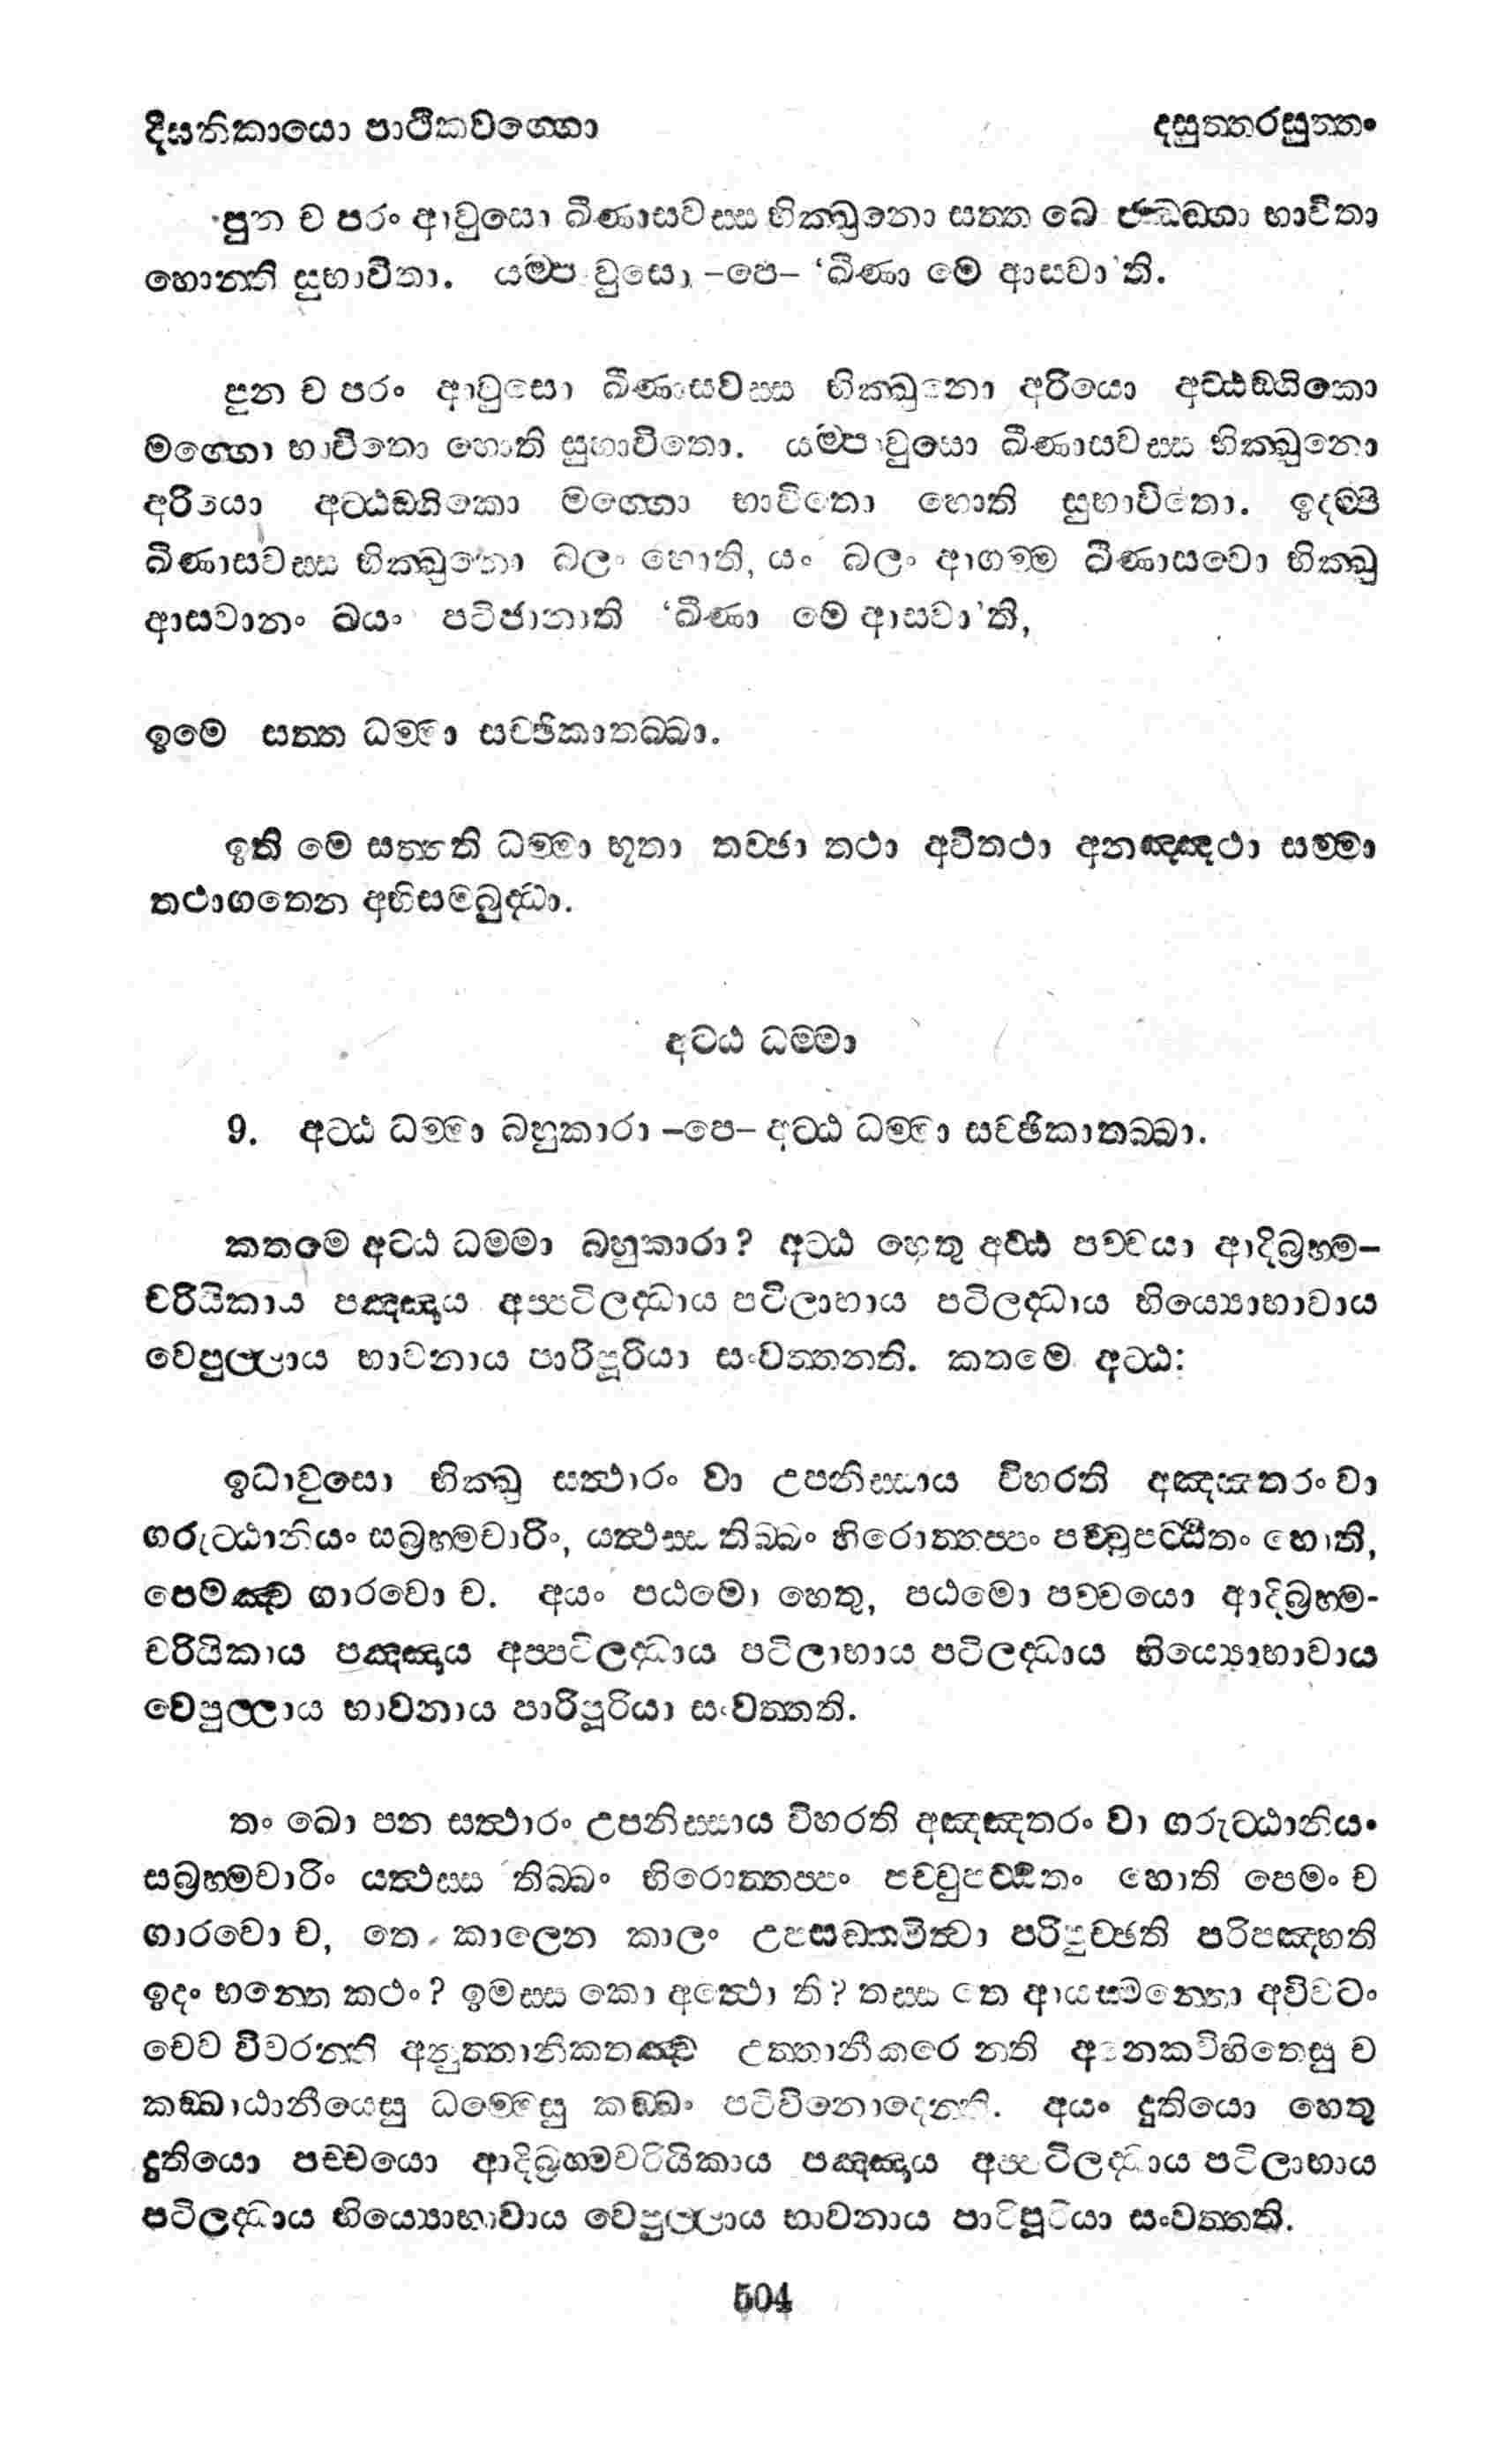 දීඝනිකායො පාථිකවග්ගො
දසුත්තරසුත්තං
පුන ච පරං ආවුසො ඛීණාසවස්ස භික්ඛුනො සත්ත බොජ්ඣඞ්ගා භාවිතා
හොන්ති සුභාවිතා. යම්පාවුසො -පෙ- ‘ඛීණා මෙ ආසවා’ති.
පුන ච පරං ආවුසො ඛීණාසවස්ස භික්ඛුනො අරියො අට්ඨඞ්ගිකො
මග්ගො භාවිතො හොති සුභාවිතො. යම්පාවුසො ඛීණාසවස්ස භික්ඛුනො
අරියො අට්ඨඞ්ගිකො මග්ගො භාවිතො හොති සුභාවිතො. ඉදම්පි
ඛීණාසවස්ස භික්ඛුනො බලං හොති, යං බලං ආගම්ම ඛීණාසවො භික්ඛු
ආසවානං ඛයං පටිජානාති ‘ඛීණා මෙ ආසවා’ති,
ඉමෙ සත්ත ධම්මා සච්ඡිකාතබ්බා.
ඉති මෙ සත්තති ධම්මා භූතා තච්ඡා තථා අවිතථා අනඤ්ඤථා සම්මා
තථාගතෙන අභිසම්බුද්ධා.
අට්ඨ ධම්මා
9. අට්ඨ ධම්මා බහුකාරා -පෙ- අට්ඨ ධම්මා සච්ඡිකාතබ්බා.
කතමෙ අට්ඨ ධම්මා බහුකාරා? අට්ඨ හෙතු අට්ඨ පච්චයා ආදිබ්‍රහ්ම-
චරියිකාය පඤ්ඤාය අප්පටිලද්ධාය පටිලාභාය පටිලද්ධාය භිය්‍යොභාවාය
වෙපුල්ලාය භාවනාය පාරිපූරියා සංවත්තන්ති. කතමෙ අට්ඨ:
ඉධාවුසො භික්ඛු සත්ථාරං වා උපනිස්සාය විහරති අඤ්ඤතරං වා
ගරුට්ඨානියං සබ්‍රහ්මචාරිං, යත්ථස්ස තිබ්බං හිරොත්තප්පං පච්චුපට්ඨිතං හොති,
පෙමඤ්ච ගාරවො ච. අයං පඨමො හෙතු, පඨමො පච්චයො ආදිබ්‍රහ්ම-
චරියිකාය පඤ්ඤාය අප්පටිලද්ධාය පටිලාභාය පටිලද්ධාය භිය්‍යොභාවාය
වෙපුල්ලාය භාවනාය පාරිපූරියා සංවත්තති.
තං ඛො පන සත්ථාරං උපනිස්සාය විහරති අඤ්ඤතරං වා ගරුට්ඨානියං
සබ්‍රහ්මචාරිං යත්ථස්ස තිබ්බං හිරොත්තප්පං පච්චුපට්ඨිතං හොති පෙමං ච
ගාරවො ච, තෙ කාලෙන කාලං උපසඞ්කමිත්වා පරිපුච්ඡති පරිපඤ්හති
ඉදං භන්තෙ කථං? ඉමස්ස කො අත්ථො ති? තස්ස තෙ ආයස්මන්තො අවිවටං
චෙව විවරන්ති අනුත්තානිකතඤ්ච උත්තානීකරොන්ති අනෙකවිහිතෙසු ච
කඞ්ඛාඨානීයෙසු ධම්මෙසු කඞ්ඛං පටිවිනොදෙන්ති. අයං දුතියො හෙතු
දුතියො පච්චයො ආදිබ්‍රහ්මචරියිකාය පඤ්ඤාය අප්පටිලද්ධාය පටිලාභාය
පටිලද්ධාය භිය්‍යොභාවාය වෙපුල්ලාය භාවනාය පාරිපූරියා සංවත්තති.
504